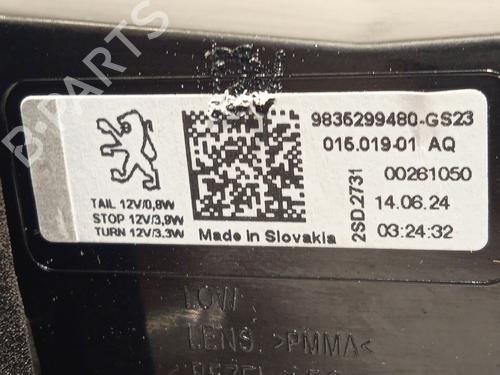 B-PARTS
9835299480-GS23
015.019-01 AQ
2SD.2731
00261050
14.06.24
03:24:32
TAIL 12V/0,8W
STOP 12V/3,9W
TURN 12V/3.3W
Made in Slovakia
LOW
LENS. >PMMA<